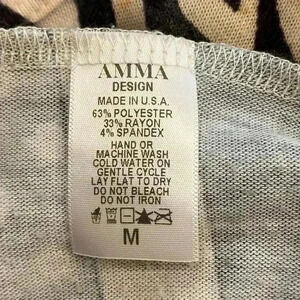 AMMA
DESIGN
MADE IN U.S.A.
63% POLYESTER
33% RAYON
4% SPANDEX
HAND OR
MACHINE WASH
COLD WATER ON
GENTLE CYCLE
LAY FLAT TO DRY
DO NOT BLEACH
DO NOT IRON
M